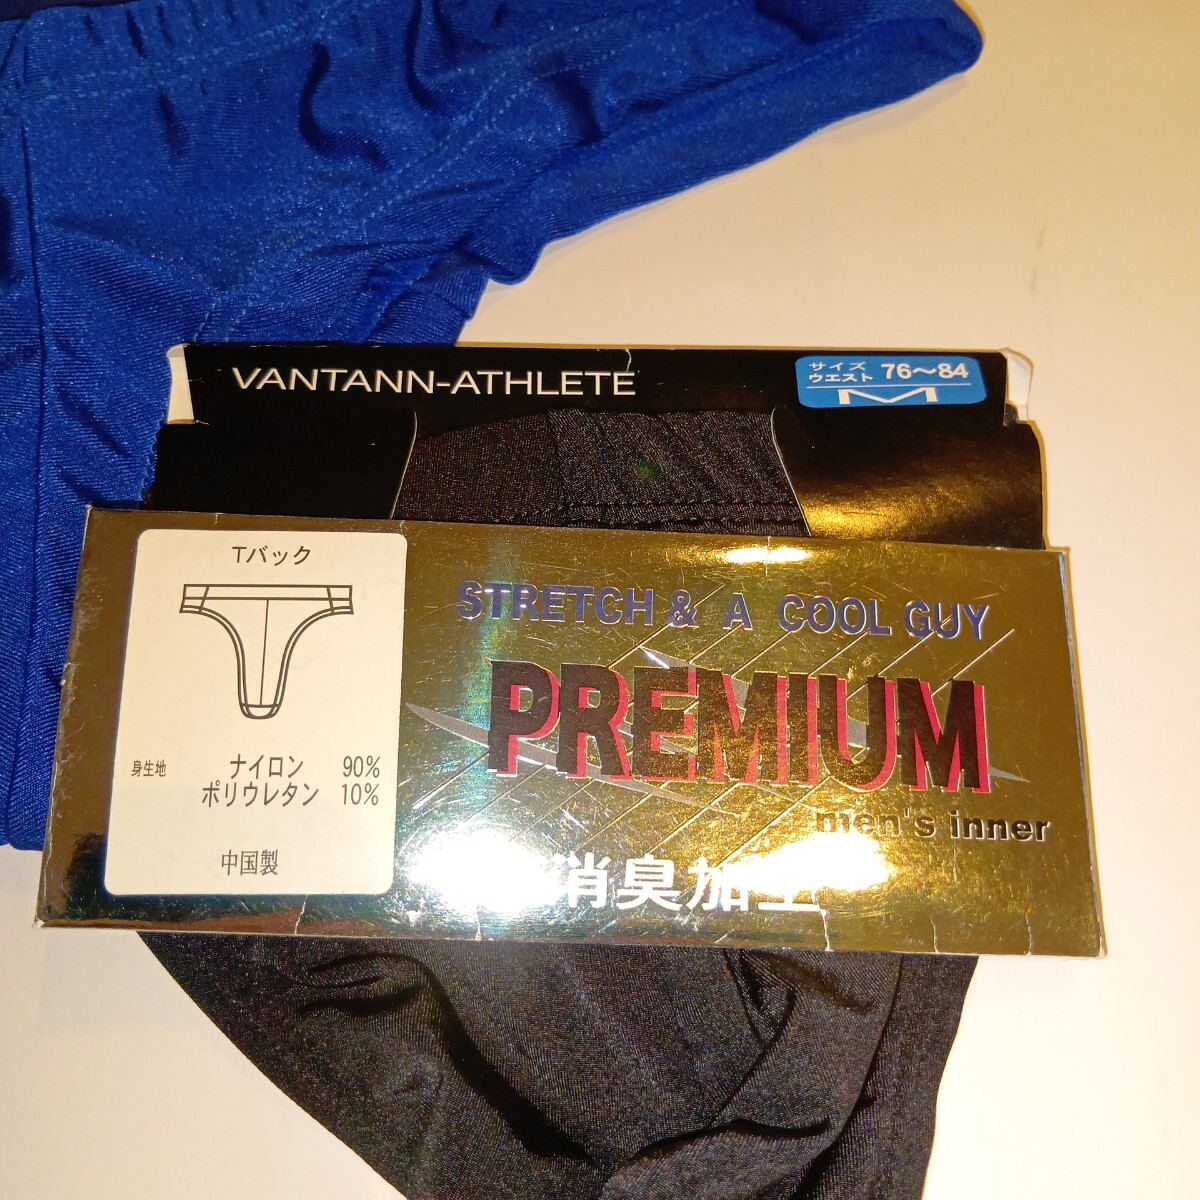 VANTANN-ATHLETE
サイズ
ウエスト 76～84
M
Tバック
STRETCH & A COOL GUY
PREMIUM
men's inner
身生地 ナイロン 90%
ポリウレタン 10%
中国製
消臭加工